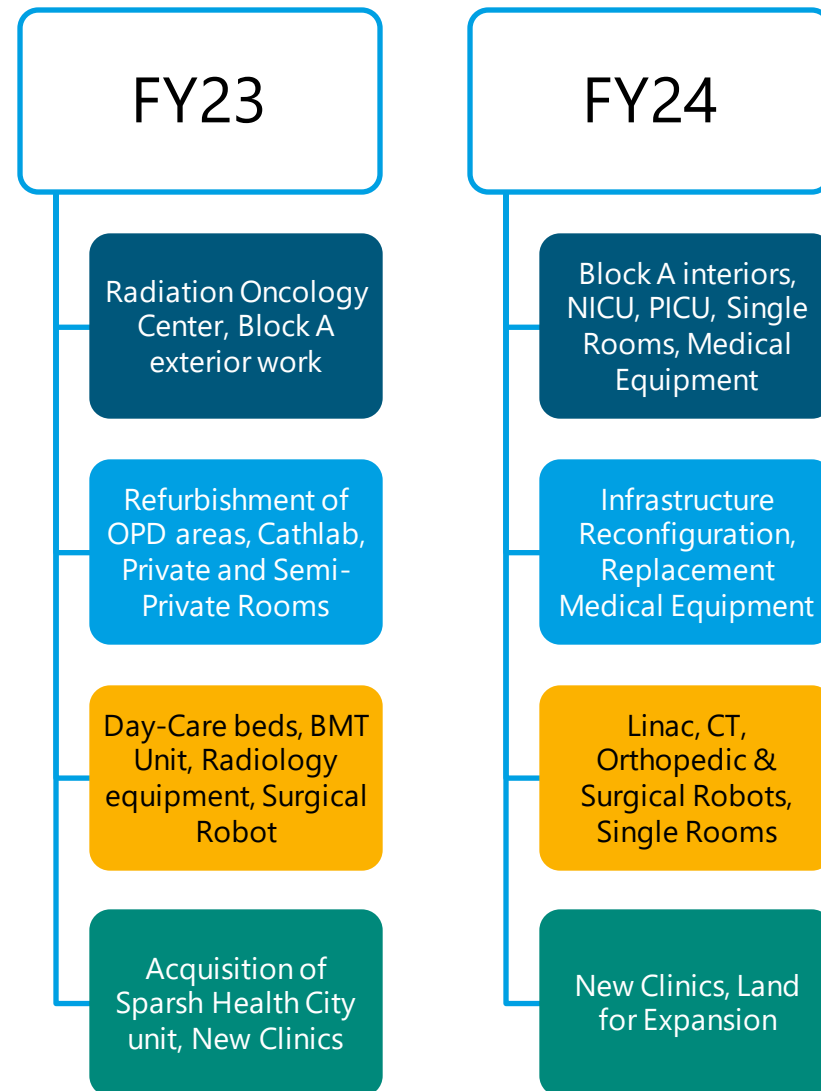 FY23
Radiation Oncology
Center, Block A
exterior work
Refurbishment of
OPD areas, Cathlab,
Private and Semi-
Private Rooms
Day-Care beds, BMT
Unit, Radiology
equipment, Surgical
Robot
Acquisition of
Sparsh Health City
unit, New Clinics
FY24
Block A interiors,
NICU, PICU, Single
Rooms, Medical
Equipment
Infrastructure
Reconfiguration,
Replacement
Medical Equipment
Linac, CT,
Orthopedic &
Surgical Robots,
Single Rooms
New Clinics, Land
for Expansion